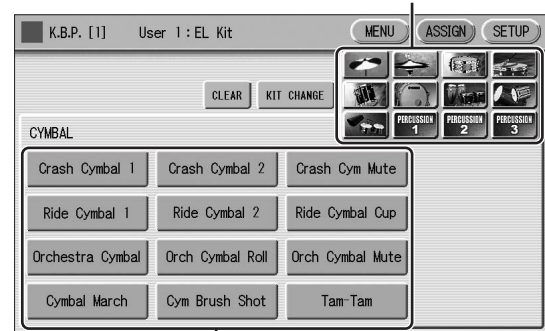 K.B.P. [1] User 1 : EL Kit MENU ASSIGN SETUP
CLEAR KIT CHANGE
PERCUSSION 1 PERCUSSION 2 PERCUSSION 3
CYMBAL
Crash Cymbal 1 Crash Cymbal 2 Crash Cym Mute
Ride Cymbal 1 Ride Cymbal 2 Ride Cymbal Cup
Orchestra Cymbal Orch Cymbal Roll Orch Cymbal Mute
Cymbal March Cym Brush Shot Tam-Tam